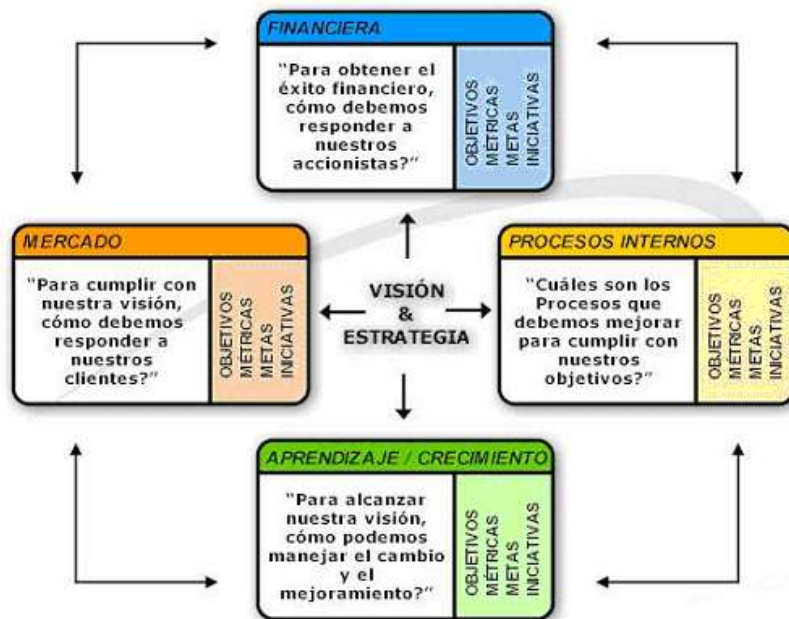 FINANCIERA
“Para obtener el
éxito financiero,
cómo debemos
responder a
nuestros
accionistas?”
OBJETIVOS
MÉTRICAS
METAS
INICIATIVAS
MERCADO
“Para cumplir con
nuestra visión,
cómo debemos
responder a
nuestros
clientes?”
OBJETIVOS
MÉTRICAS
METAS
INICIATIVAS
VISIÓN
&
ESTRATEGIA
PROCESOS INTERNOS
“Cuáles son los
Procesos que
debemos mejorar
para cumplir con
nuestros
objetivos?”
OBJETIVOS
MÉTRICAS
METAS
INICIATIVAS
APRENDIZAJE / CRECIMIENTO
“Para alcanzar
nuestra visión,
cómo podemos
manejar el cambio
y el
mejoramiento?”
OBJETIVOS
MÉTRICAS
METAS
INICIATIVAS